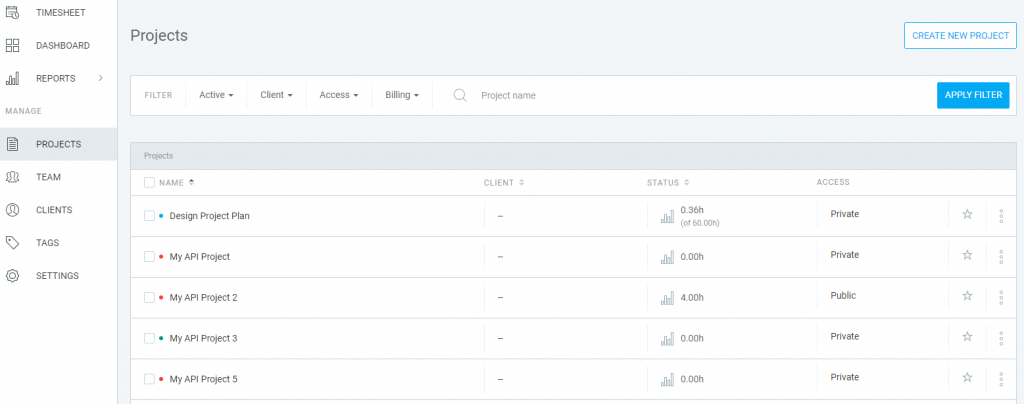 TIMESHEET
DASHBOARD
REPORTS
MANAGE
PROJECTS
TEAM
CLIENTS
TAGS
SETTINGS
Projects
CREATE NEW PROJECT
FILTER Active Client Access Billing Project name APPLY FILTER
Projects
NAME CLIENT STATUS ACCESS
Design Project Plan – 0.36h Private
(of 60.00h)
My API Project – 0.00h Private
My API Project 2 – 4.00h Public
My API Project 3 – 0.00h Private
My API Project 5 – 0.00h Private